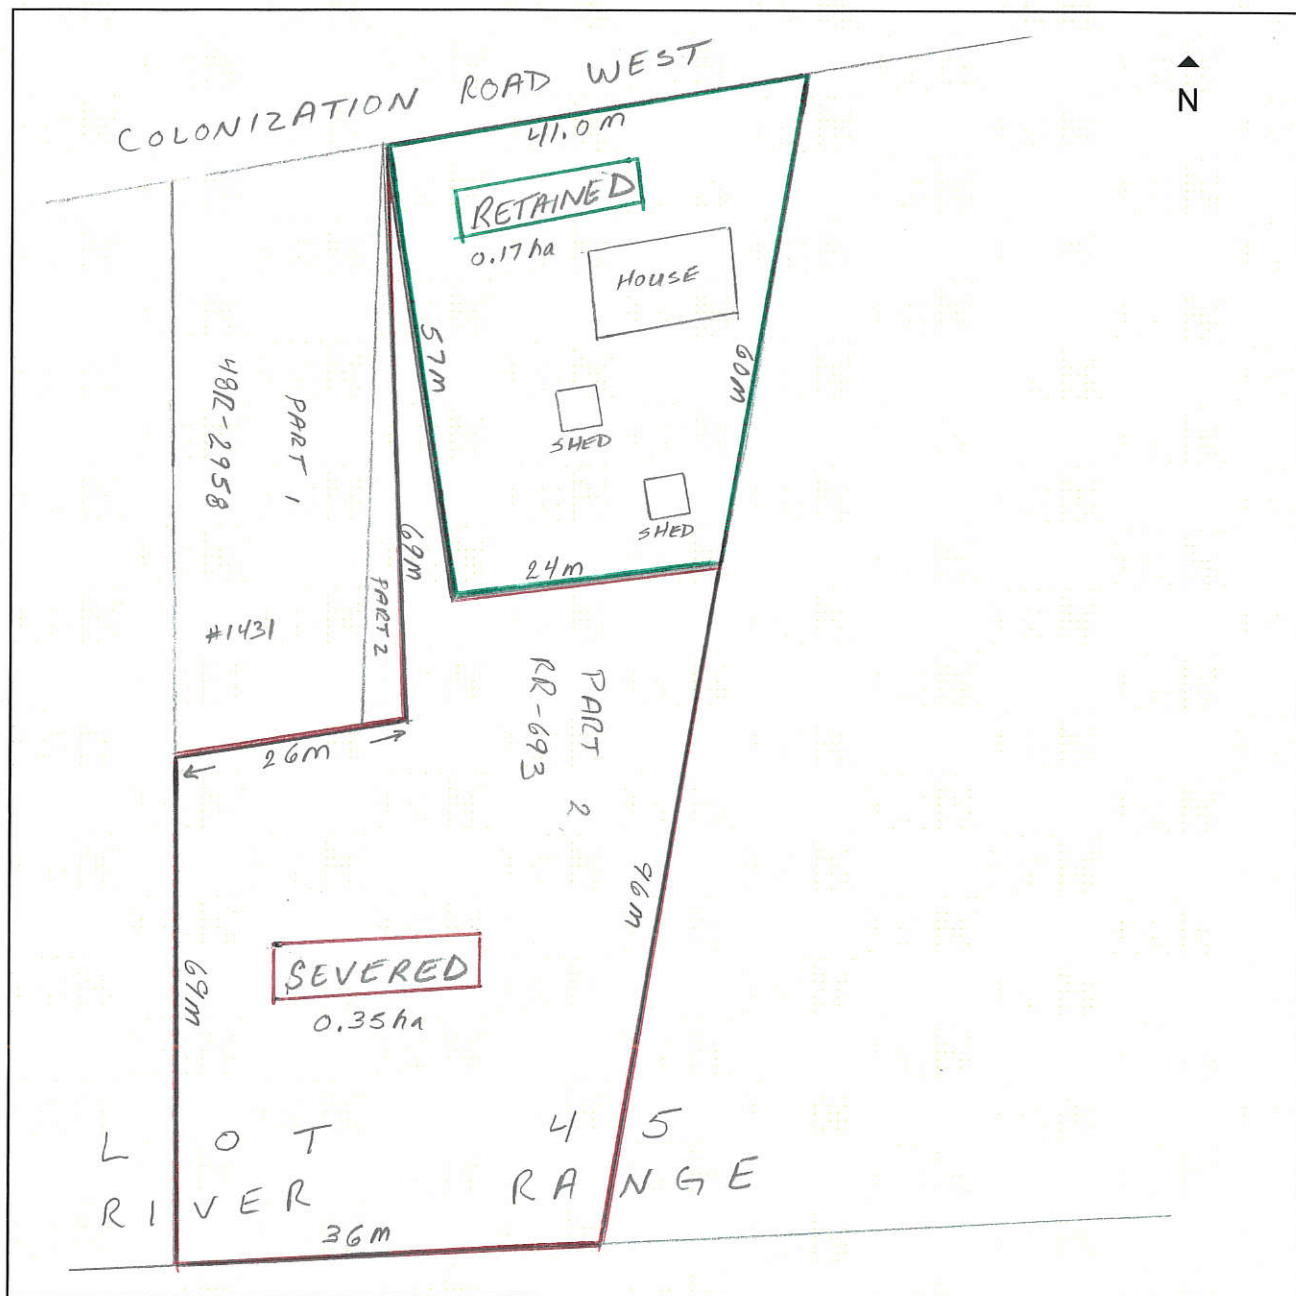 COLONIZATION ROAD WEST
N
41.0m
RETAINED
0.17ha
HOUSE
57m
60m
SHED
SHED
24m
PART 1
48R-2958
#1431
69m
PART 2
26m
PART 2,
RR-693
96m
SEVERED
0.35ha
69m
LOT 45
RIVER RANGE
36m